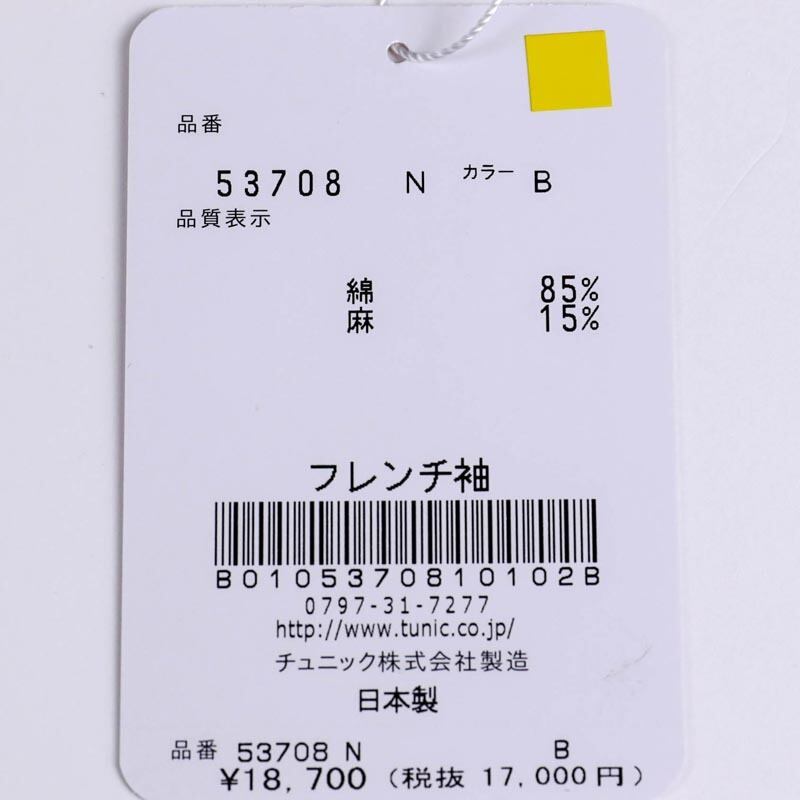 品番
53708 N カラー B
品質表示
綿 85%
麻 15%
フレンチ袖
B0105370810102B
0797-31-7277
http://www.tunic.co.jp/
チュニック株式会社製造
日本製
品番 53708 N B
¥18,700 (税抜 17,000円)